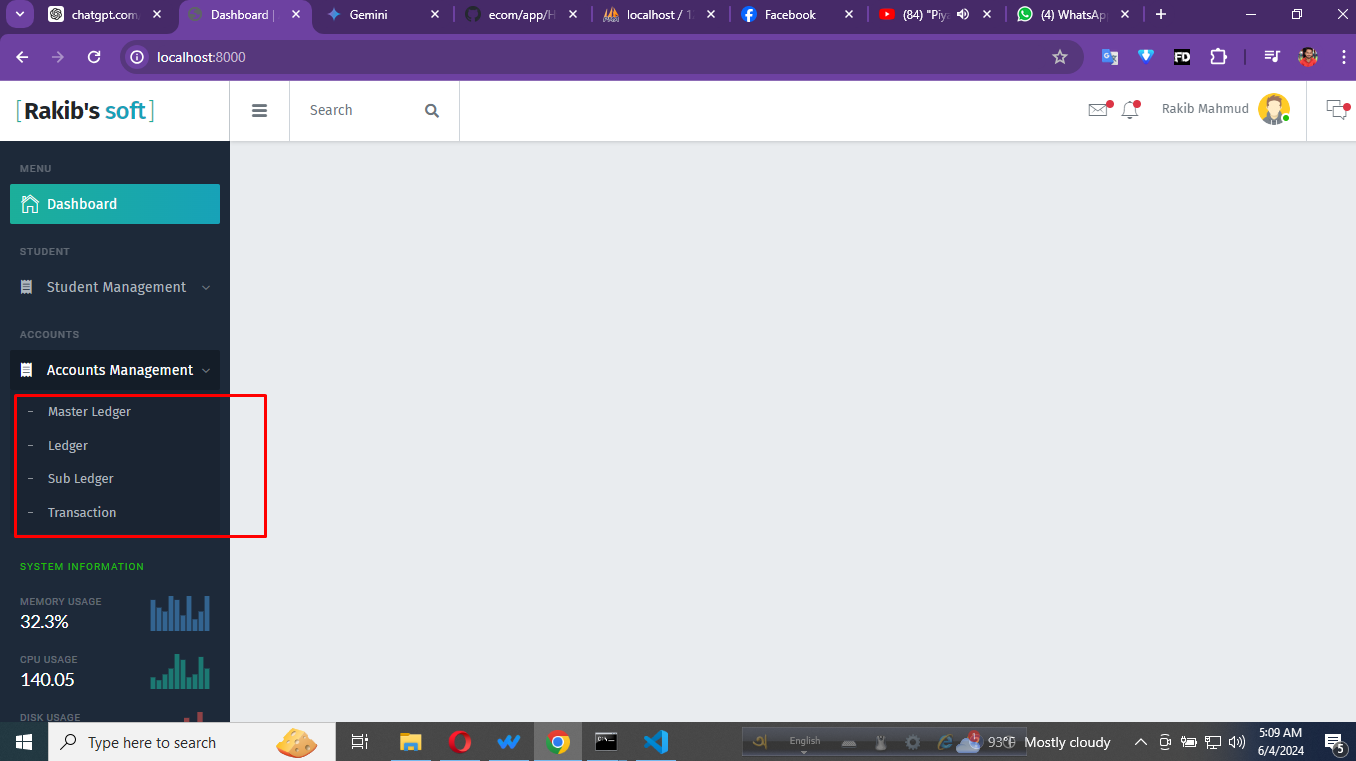 chatgpt.com
Dashboard |
Gemini
ecom/app/H
localhost / 12
Facebook
(84) "Piya
(4) WhatsApp
localhost:8000
FD
[Rakib's soft]
Search
Rakib Mahmud
MENU
Dashboard
STUDENT
Student Management
ACCOUNTS
Accounts Management
- Master Ledger
- Ledger
- Sub Ledger
- Transaction
SYSTEM INFORMATION
MEMORY USAGE
32.3%
CPU USAGE
140.05
DISK USAGE
Type here to search
English
1
93°F Mostly cloudy
5:09 AM
6/4/2024
5